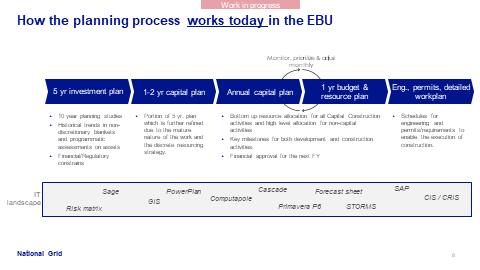 Work in progress
How the planning process works today in the EBU
Monitor, prioritize & adjust
monthly
5 yr investment plan
1-2 yr capital plan
Annual capital plan
1 yr budget &
resource plan
Eng., permits, detailed
workplan
• 10 year planning studies
• Historical trends in non-
discretionary blankets
and programmatic
assessments on assets
• Financial/Regulatory
constrains
• Portion of 5 yr. plan
which is further refined
due to the mature
nature of the work and
the discrete resourcing
strategy.
• Bottom up resource allocation for all Capital Construction
activities and high level allocation for non-capital
activities
• Key milestones for both development and construction
activities.
• Financial approval for the next FY
• Schedules for
engineering and
permits/requirements to
enable the execution of
construction.
IT
landscape
Sage
PowerPlan
Cascade
Forecast sheet
SAP
Risk matrix
GIS
Computapole
Primavera P6
STORMS
CIS / CRIS
National Grid